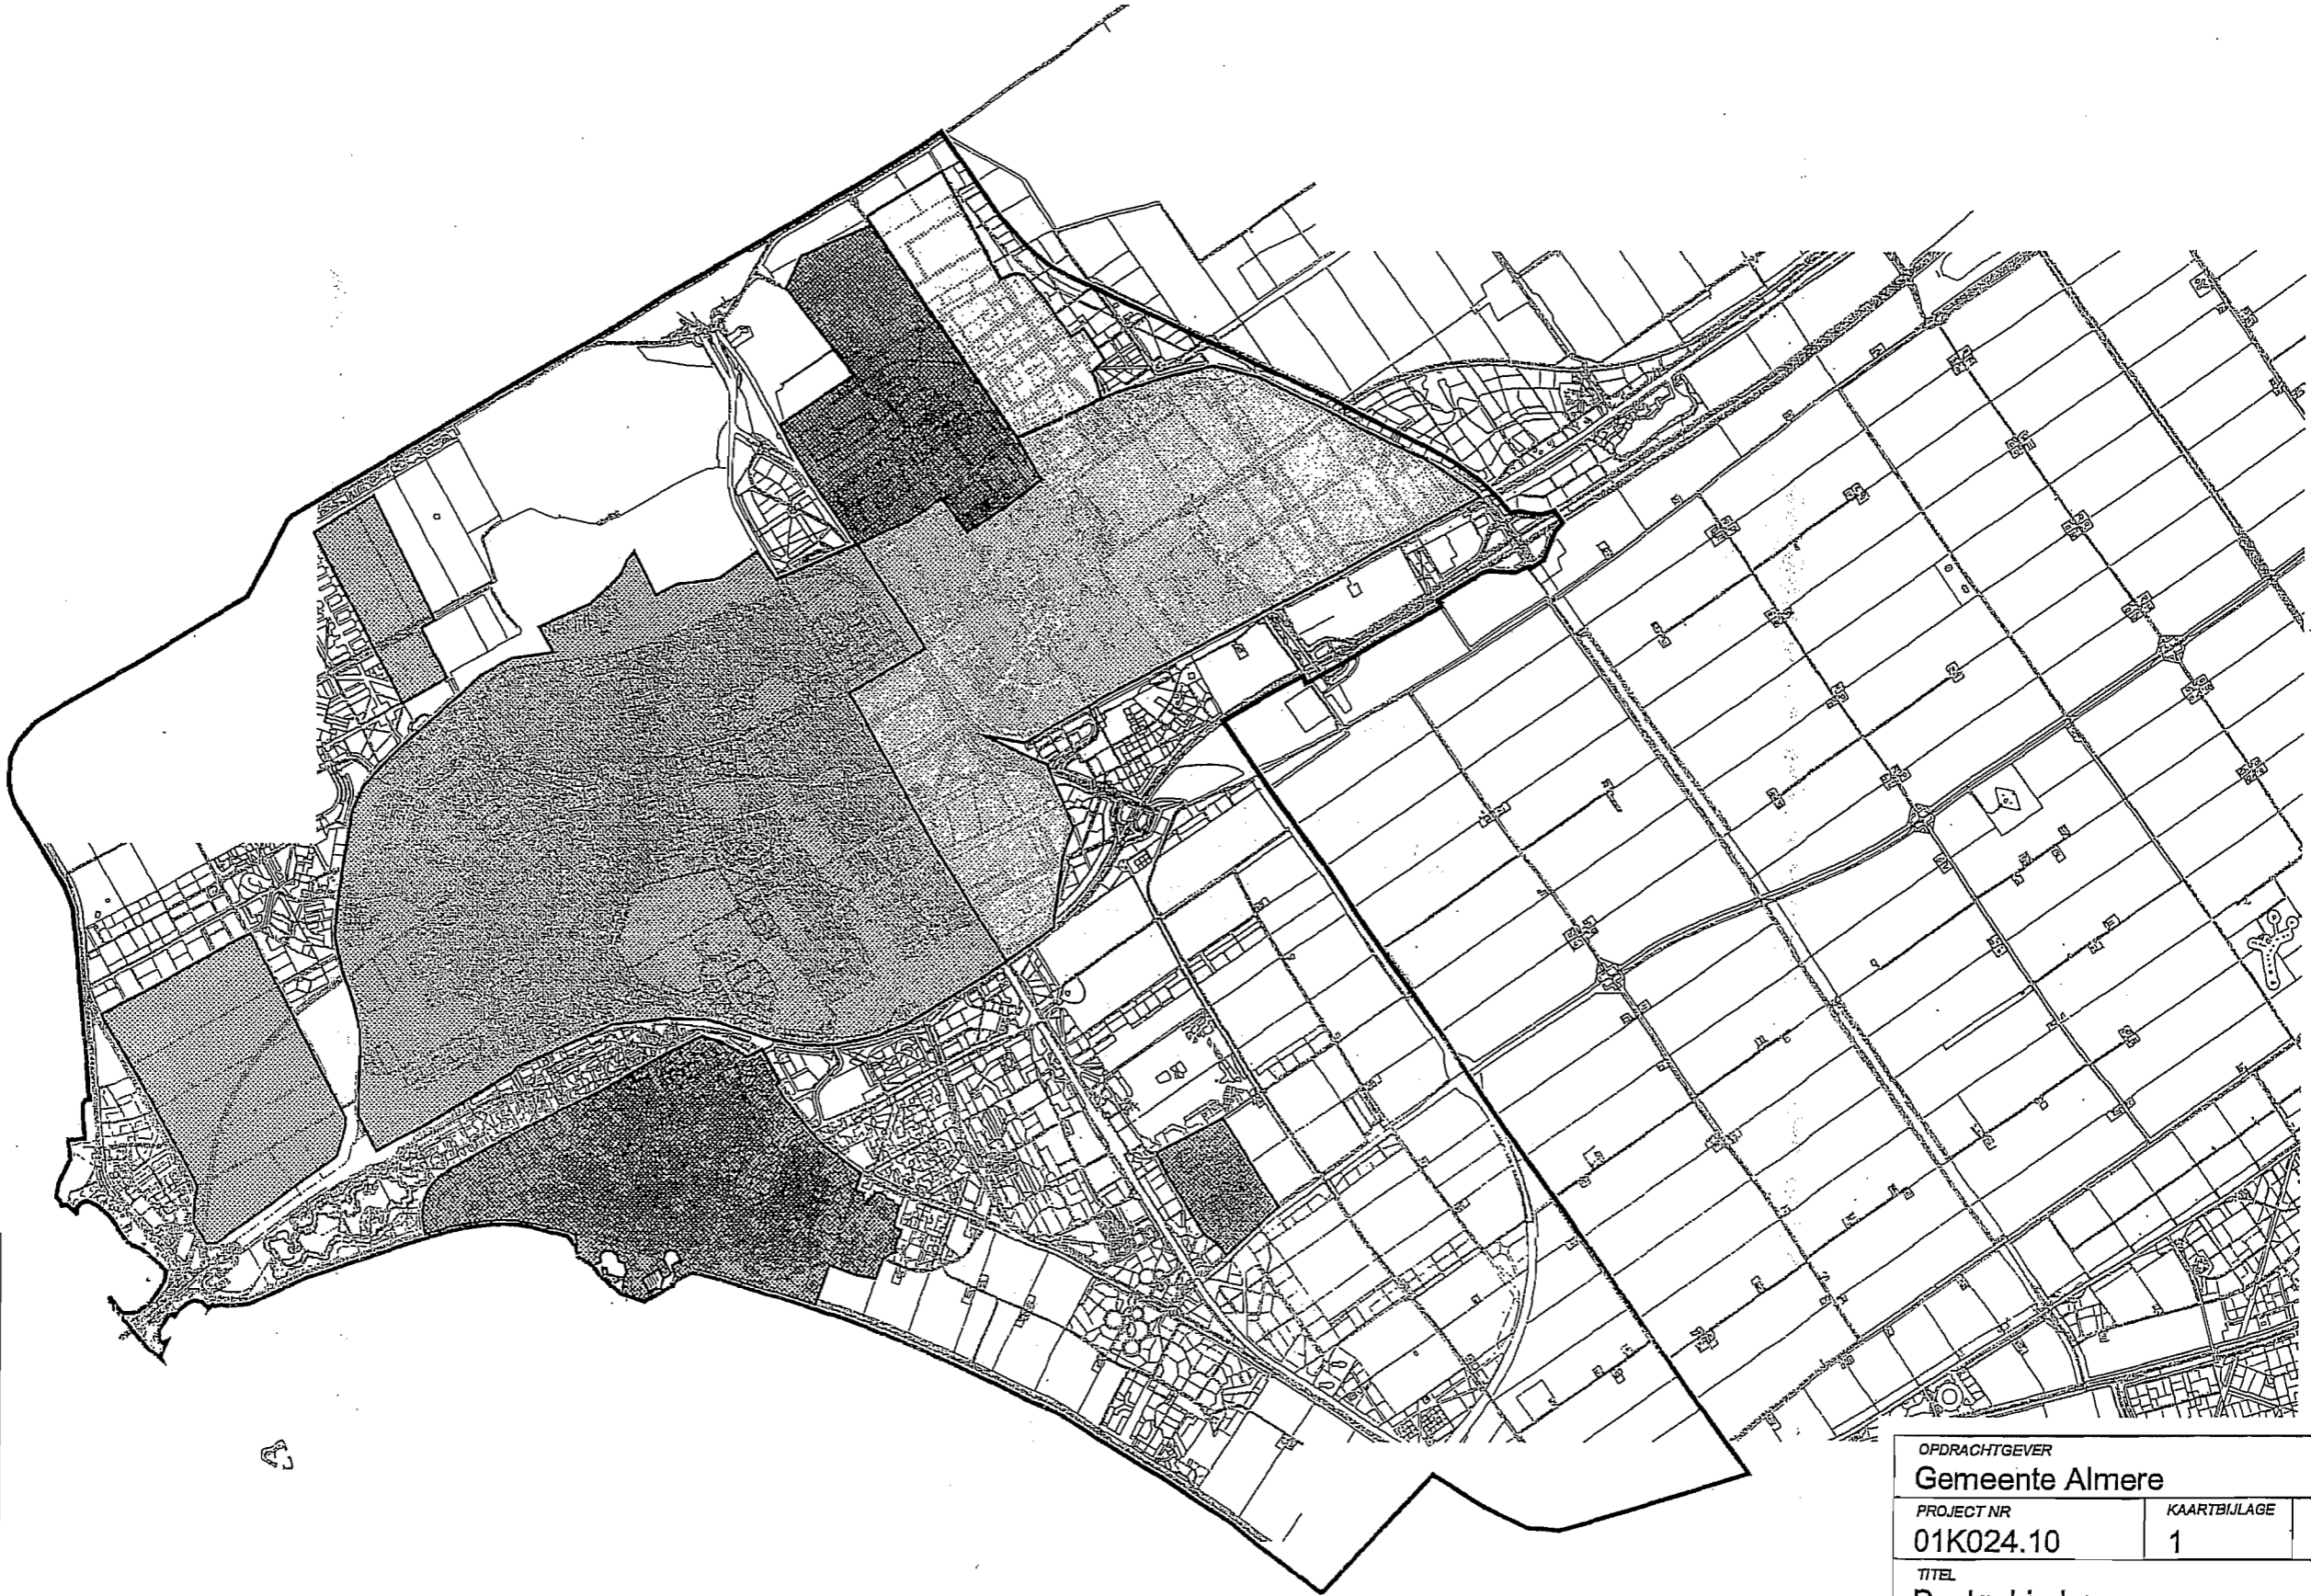 OPDRACHTGEVER
Gemeente Almere
PROJECT NR
01K024.10
KAARTBIJLAGE
1
TITEL